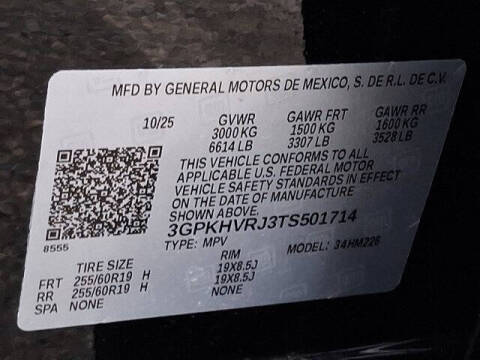 MFD BY GENERAL MOTORS DE MEXICO, S. DE R.L. DE C.V.
10/25 GVWR GAWR FRT GAWR RR
3000 KG 1500 KG 1600 KG
6614 LB 3307 LB 3528 LB
THIS VEHICLE CONFORMS TO ALL
APPLICABLE U.S. FEDERAL MOTOR
VEHICLE SAFETY STANDARDS IN EFFECT
ON THE DATE OF MANUFACTURE
SHOWN ABOVE.
3GPKHVRJ3TS501714
8555 TYPE: MPV MODEL: 34HM226
TIRE SIZE RIM
FRT 255/60R19 H 19X8.5J
RR 255/60R19 H 19X8.5J
SPA NONE NONE